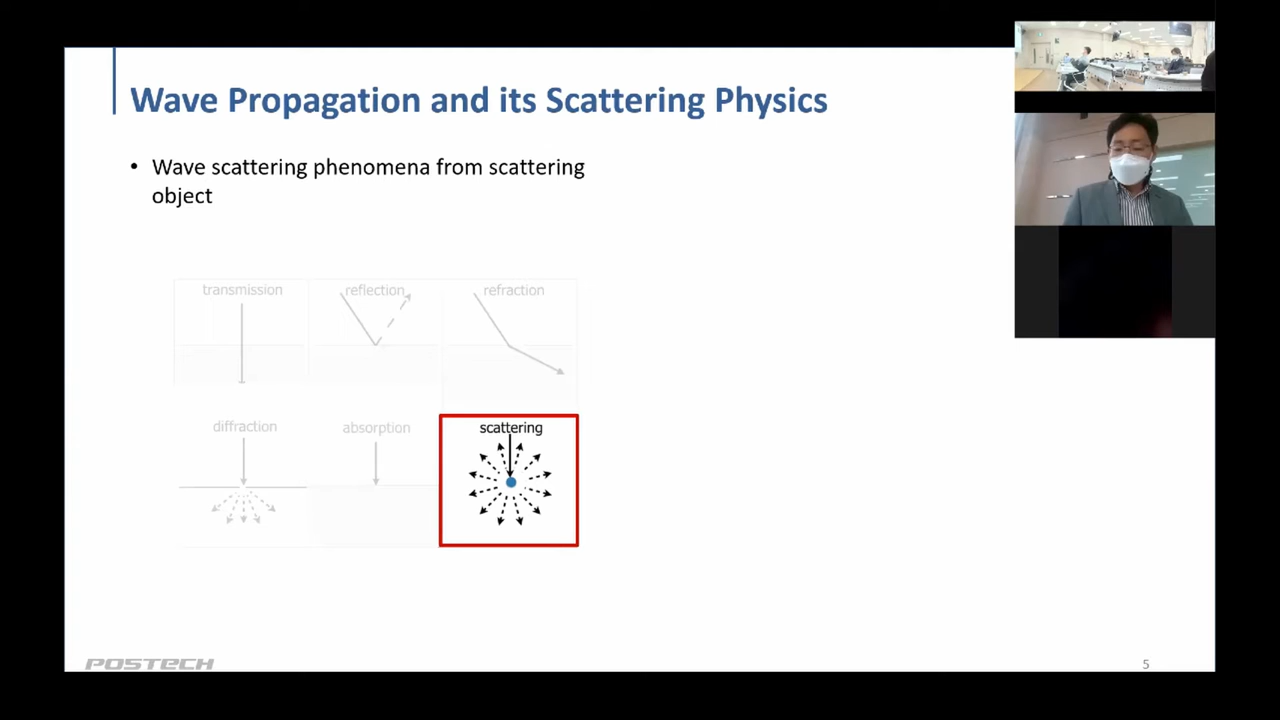 Wave Propagation and its Scattering Physics
• Wave scattering phenomena from scattering
object
transmission
reflection
refraction
diffraction
absorption
scattering
POSTECH
5